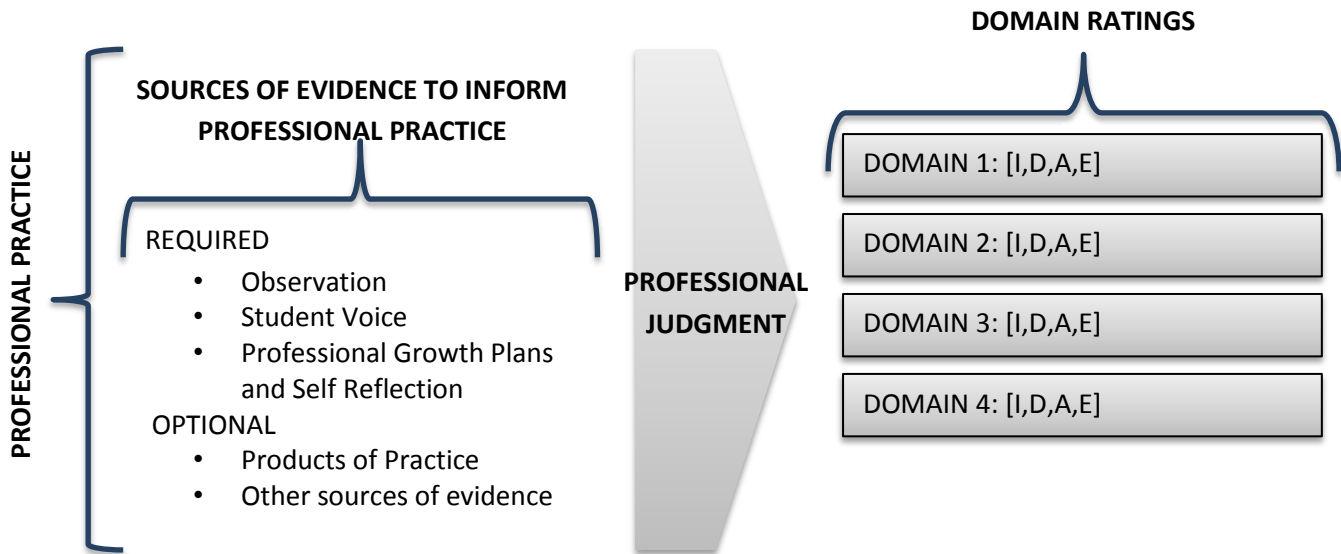 PROFESSIONAL PRACTICE
SOURCES OF EVIDENCE TO INFORM
PROFESSIONAL PRACTICE
REQUIRED
• Observation
• Student Voice
• Professional Growth Plans
and Self Reflection
OPTIONAL
• Products of Practice
• Other sources of evidence
PROFESSIONAL
JUDGMENT
DOMAIN RATINGS
DOMAIN 1: [I,D,A,E]
DOMAIN 2: [I,D,A,E]
DOMAIN 3: [I,D,A,E]
DOMAIN 4: [I,D,A,E]